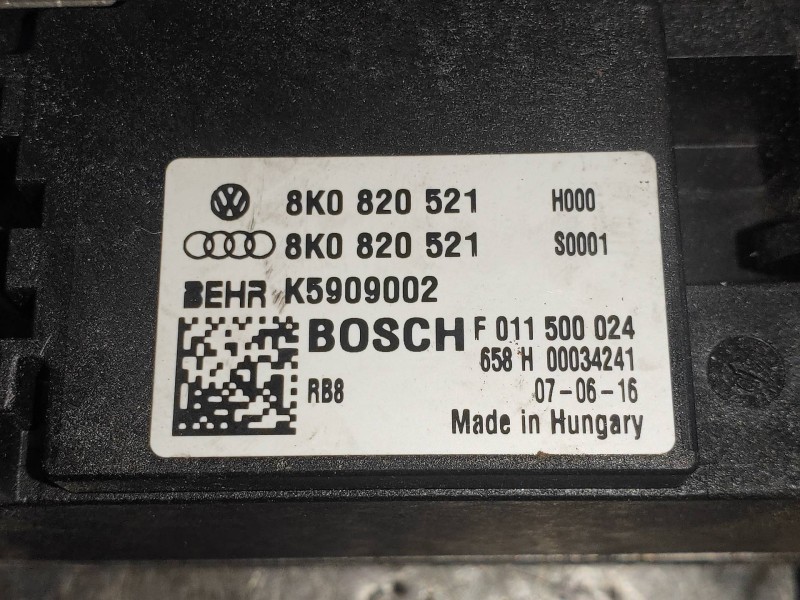 8K0 820 521 H000
8K0 820 521 S0001
BEHR K5909002
BOSCH F 011 500 024
658 H 00034241
RB8 07-06-16
Made in Hungary